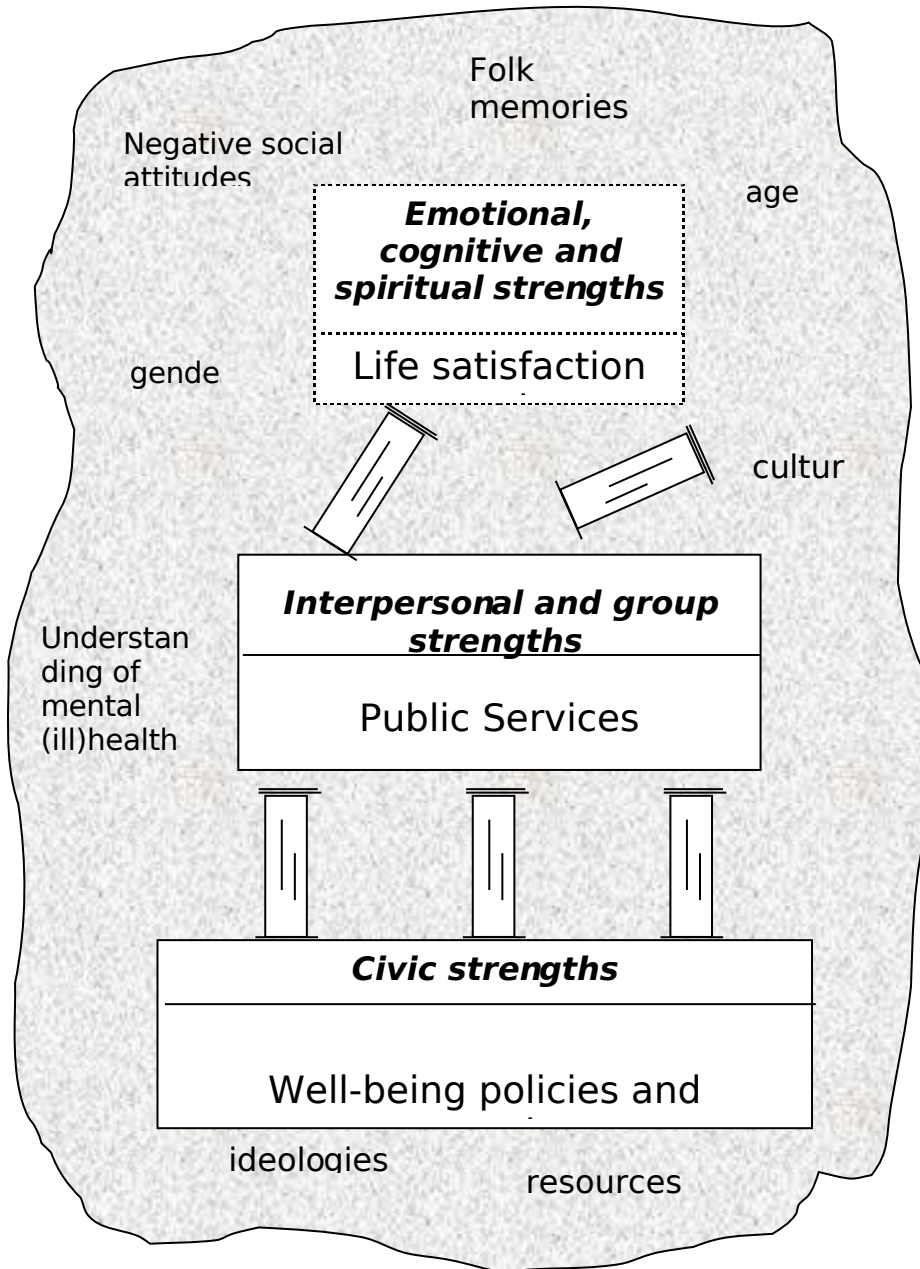 Folk
memories
Negative social
attitudes
age
Emotional,
cognitive and
spiritual strengths
Life satisfaction
gende
cultur
Interpersonal and group
strengths
Public Services
Understan
ding of
mental
(ill)health
Civic strengths
Well-being policies and
ideologies
resources